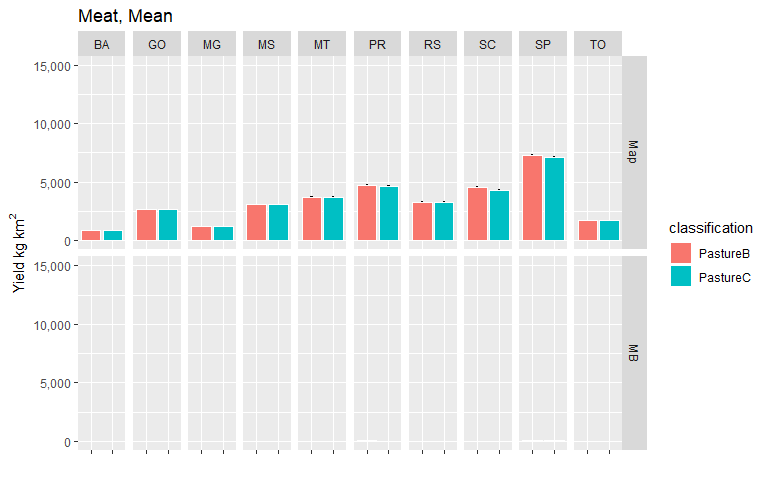 Meat, Mean
BA GO MG MS MT PR RS SC SP TO
15,000
10,000
5,000
0
Map
15,000
10,000
5,000
0
MB
Yield kg km²
classification
PastureB
PastureC